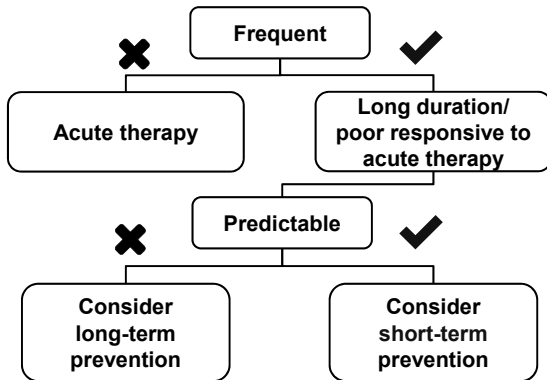 Frequent
Acute therapy
Long duration/
poor responsive to
acute therapy
Predictable
Consider
long-term
prevention
Consider
short-term
prevention